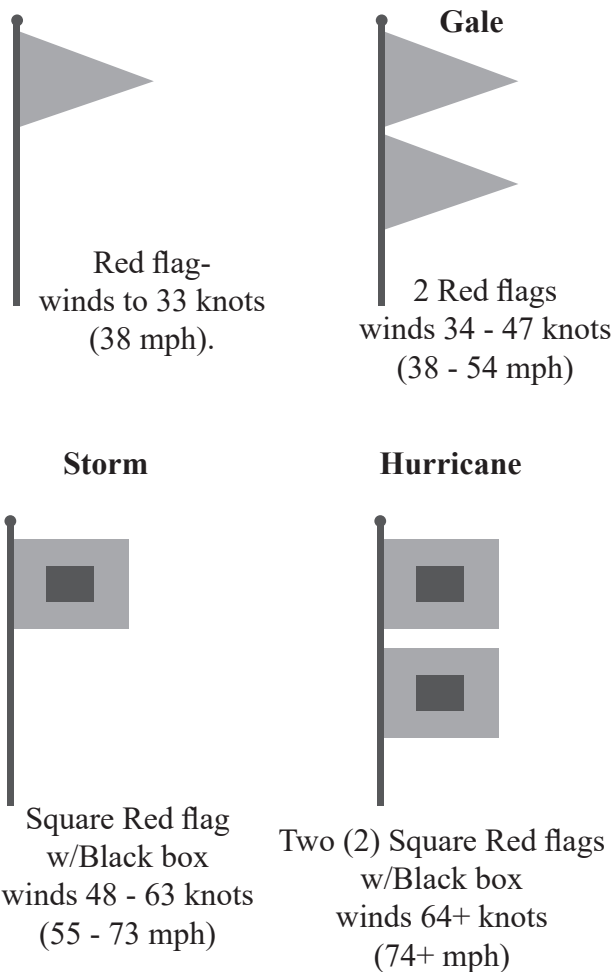 Red flag-
winds to 33 knots
(38 mph).
Gale
2 Red flags
winds 34 - 47 knots
(38 - 54 mph)
Storm
Square Red flag
w/Black box
winds 48 - 63 knots
(55 - 73 mph)
Hurricane
Two (2) Square Red flags
w/Black box
winds 64+ knots
(74+ mph)